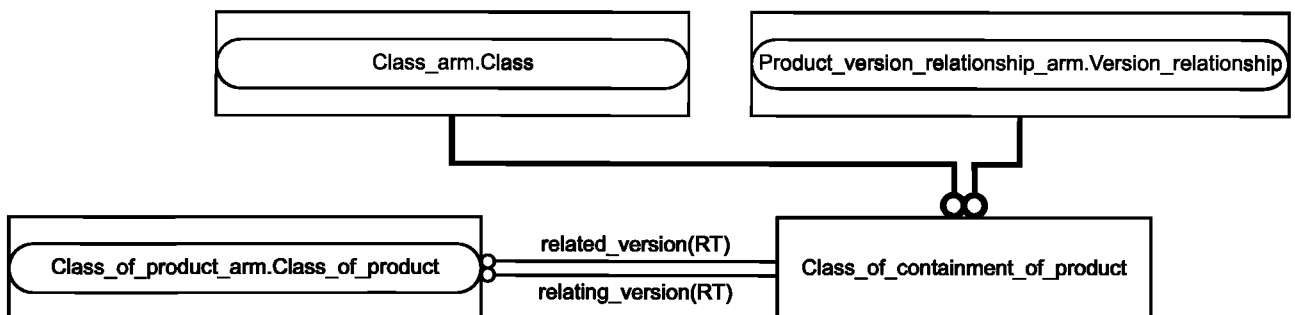 Class_arm.Class
Product_version_relationship_arm.Version_relationship
related_version(RT)
Class_of_product_arm.Class_of_product
Class_of_containment_of_product
relating_version(RT)